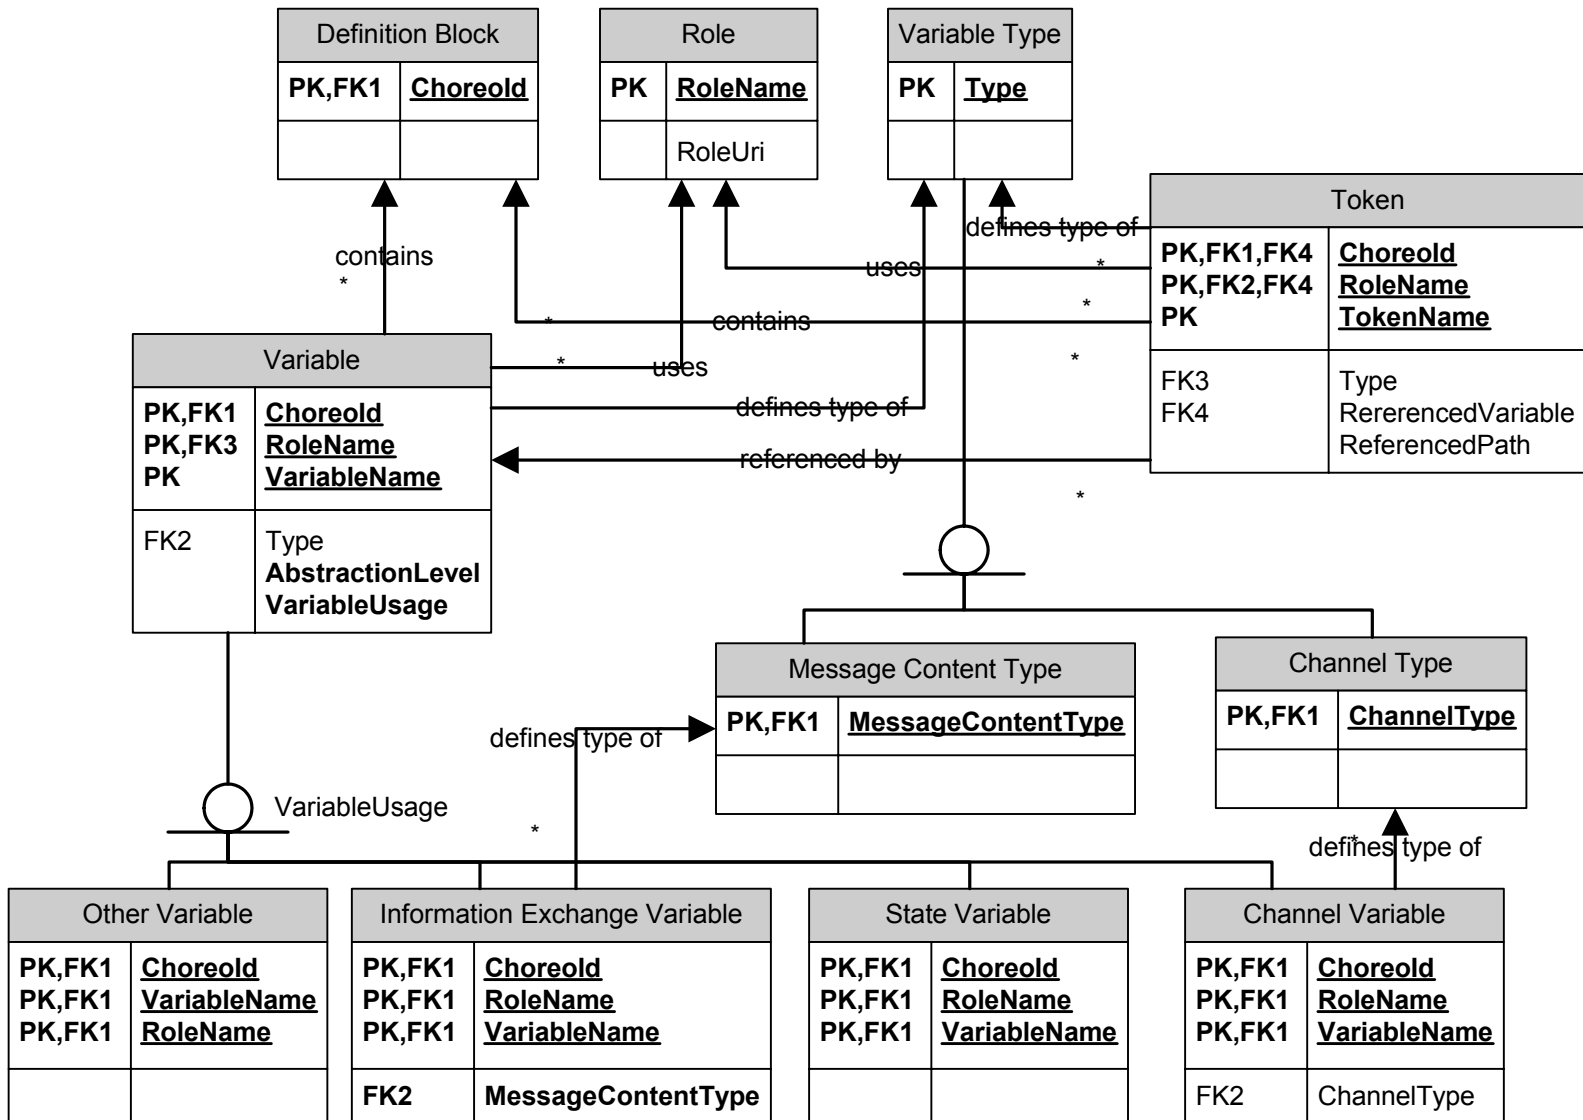 Definition Block
PK,FK1 ChoreoId
Role
PK RoleName
RoleUri
Variable Type
PK Type
Token
PK,FK1,FK4 ChoreoId
PK,FK2,FK4 RoleName
PK TokenName
FK3 Type
FK4 RererencedVariable
ReferencedPath
defines type of
uses
*
contains
*
contains
*
*
Variable
PK,FK1 ChoreoId
PK,FK3 RoleName
PK VariableName
FK2 Type
AbstractionLevel
VariableUsage
*
uses
*
defines type of
referenced by
*
Message Content Type
PK,FK1 MessageContentType
Channel Type
PK,FK1 ChannelType
defines type of
VariableUsage
*
defines type of
*
Other Variable
PK,FK1 ChoreoId
PK,FK1 VariableName
PK,FK1 RoleName
Information Exchange Variable
PK,FK1 ChoreoId
PK,FK1 RoleName
PK,FK1 VariableName
FK2 MessageContentType
State Variable
PK,FK1 ChoreoId
PK,FK1 RoleName
PK,FK1 VariableName
Channel Variable
PK,FK1 ChoreoId
PK,FK1 RoleName
PK,FK1 VariableName
FK2 ChannelType